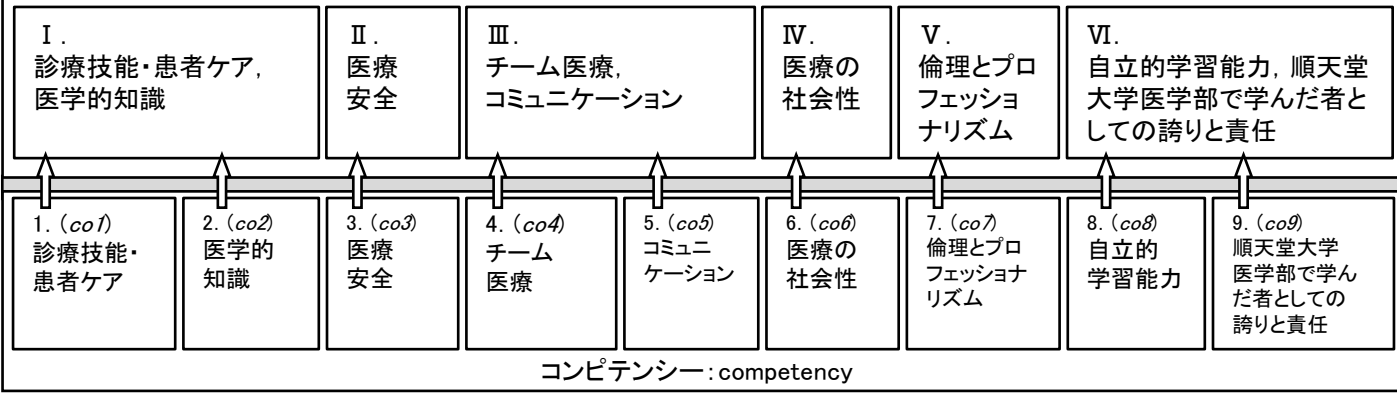 Ⅰ.
診療技能・患者ケア,
医学的知識
Ⅱ.
医療
安全
Ⅲ.
チーム医療,
コミュニケーション
Ⅳ.
医療の
社会性
Ⅴ.
倫理とプロ
フェッショ
ナリズム
Ⅵ.
自立的学習能力, 順天堂
大学医学部で学んだ者と
しての誇りと責任
1. (co1)
診療技能・
患者ケア
2. (co2)
医学的
知識
3. (co3)
医療
安全
4. (co4)
チーム
医療
5. (co5)
コミュニ
ケーション
6. (co6)
医療の
社会性
7. (co7)
倫理とプロ
フェッショナ
リズム
8. (co8)
自立的
学習能力
9. (co9)
順天堂大学
医学部で学ん
だ者としての
誇りと責任
コンピテンシー:competency